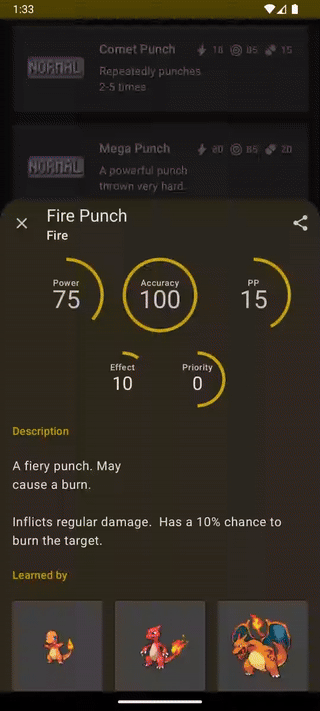 1:33
Comet Punch 18 85 15
NORMAL
Repeatedly punches
2-5 times.
Mega Punch 80 85 20
NORMAL
A powerful punch
thrown very hard.
Fire Punch
Fire
Power Accuracy PP
75 100 15
Effect Priority
10 0
Description
A fiery punch. May
cause a burn.
Inflicts regular damage.  Has a 10% chance to
burn the target.
Learned by